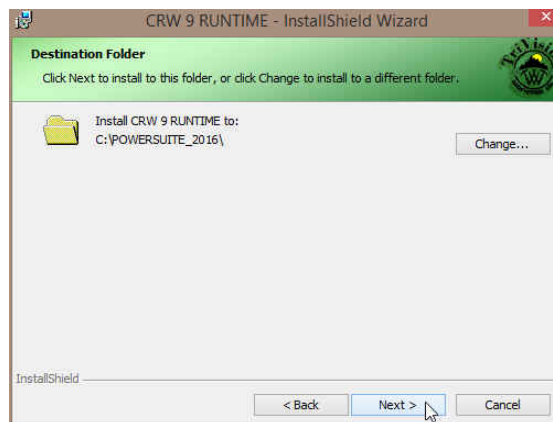 CRW 9 RUNTIME - InstallShield Wizard
Destination Folder
Click Next to install to this folder, or click Change to install to a different folder.
Install CRW 9 RUNTIME to:
C:\POWERSUITE_2016\
Change...
InstallShield
< Back
Next >
Cancel